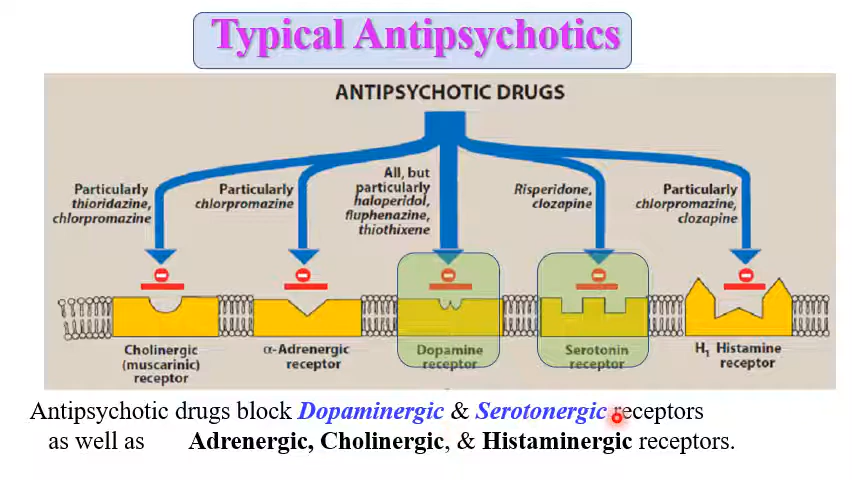 Typical Antipsychotics
ANTIPSYCHOTIC DRUGS
Particularly
thioridazine,
chlorpromazine
Particularly
chlorpromazine
All, but
particularly
haloperidol,
fluphenazine,
thiothixene
Risperidone,
clozapine
Particularly
chlorpromazine,
clozapine
Cholinergic
(muscarinic)
receptor
α-Adrenergic
receptor
Dopamine
receptor
Serotonin
receptor
H1 Histamine
receptor
Antipsychotic drugs block Dopaminergic & Serotonergic receptors
as well as Adrenergic, Cholinergic, & Histaminergic receptors.